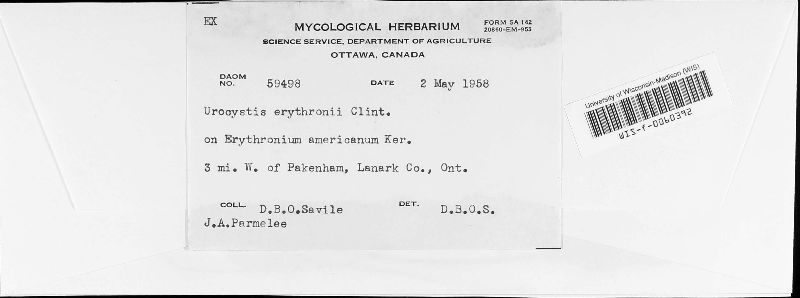 EX
MYCOLOGICAL HERBARIUM
FORM SA 142
20860-EM-953
SCIENCE SERVICE, DEPARTMENT OF AGRICULTURE
OTTAWA, CANADA
DAOM NO. 59498 DATE 2 May 1958
Urocystis erythronii Clint.
on Erythronium americanum Ker.
3 mi. W. of Pakenham, Lanark Co., Ont.
COLL. D.B.O.Savile DET. D.B.O.S.
J.A.Parmelee
University of Wisconsin-Madison (WIS)
WIS-f-0060392